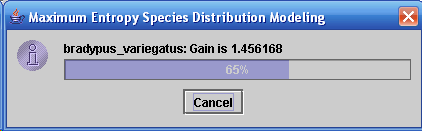 Maximum Entropy Species Distribution Modeling
bradypus_variegatus: Gain is 1.456168
65%
Cancel